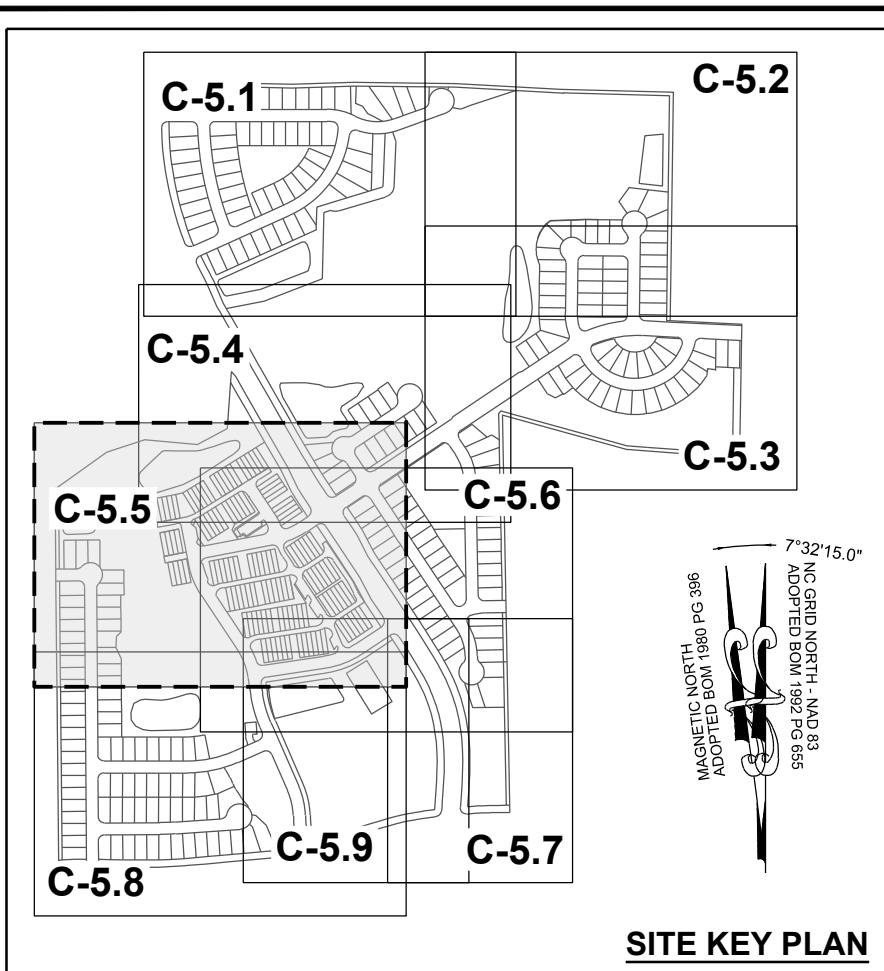 C-5.1
C-5.2
C-5.4
C-5.3
C-5.5
C-5.6
7°32'15.0"
NC GRID NORTH - NAD 83
ADOPTED BOM 1992 PG 655
MAGNETIC NORTH
ADOPTED BOM 1980 PG 396
C-5.9
C-5.7
C-5.8
SITE KEY PLAN